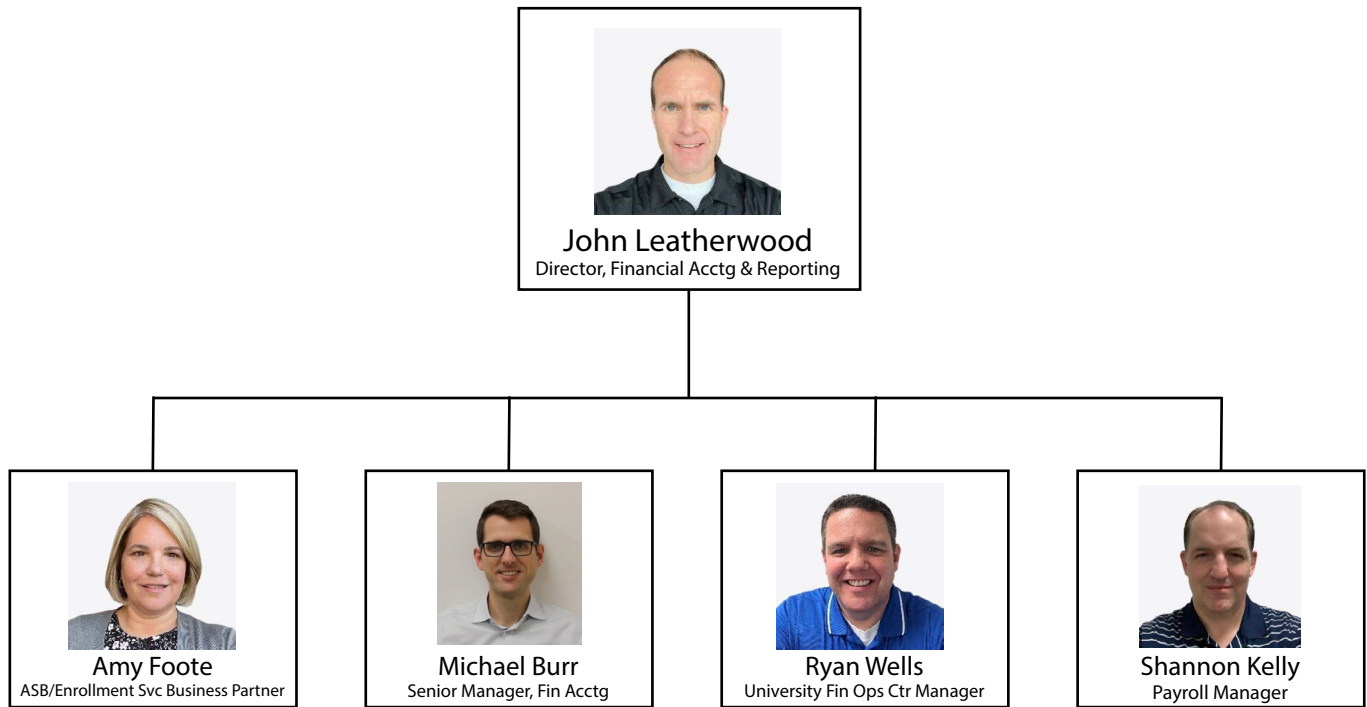 John Leatherwood
Director, Financial Acctg & Reporting
Amy Foote
ASB/Enrollment Svc Business Partner
Michael Burr
Senior Manager, Fin Acctg
Ryan Wells
University Fin Ops Ctr Manager
Shannon Kelly
Payroll Manager